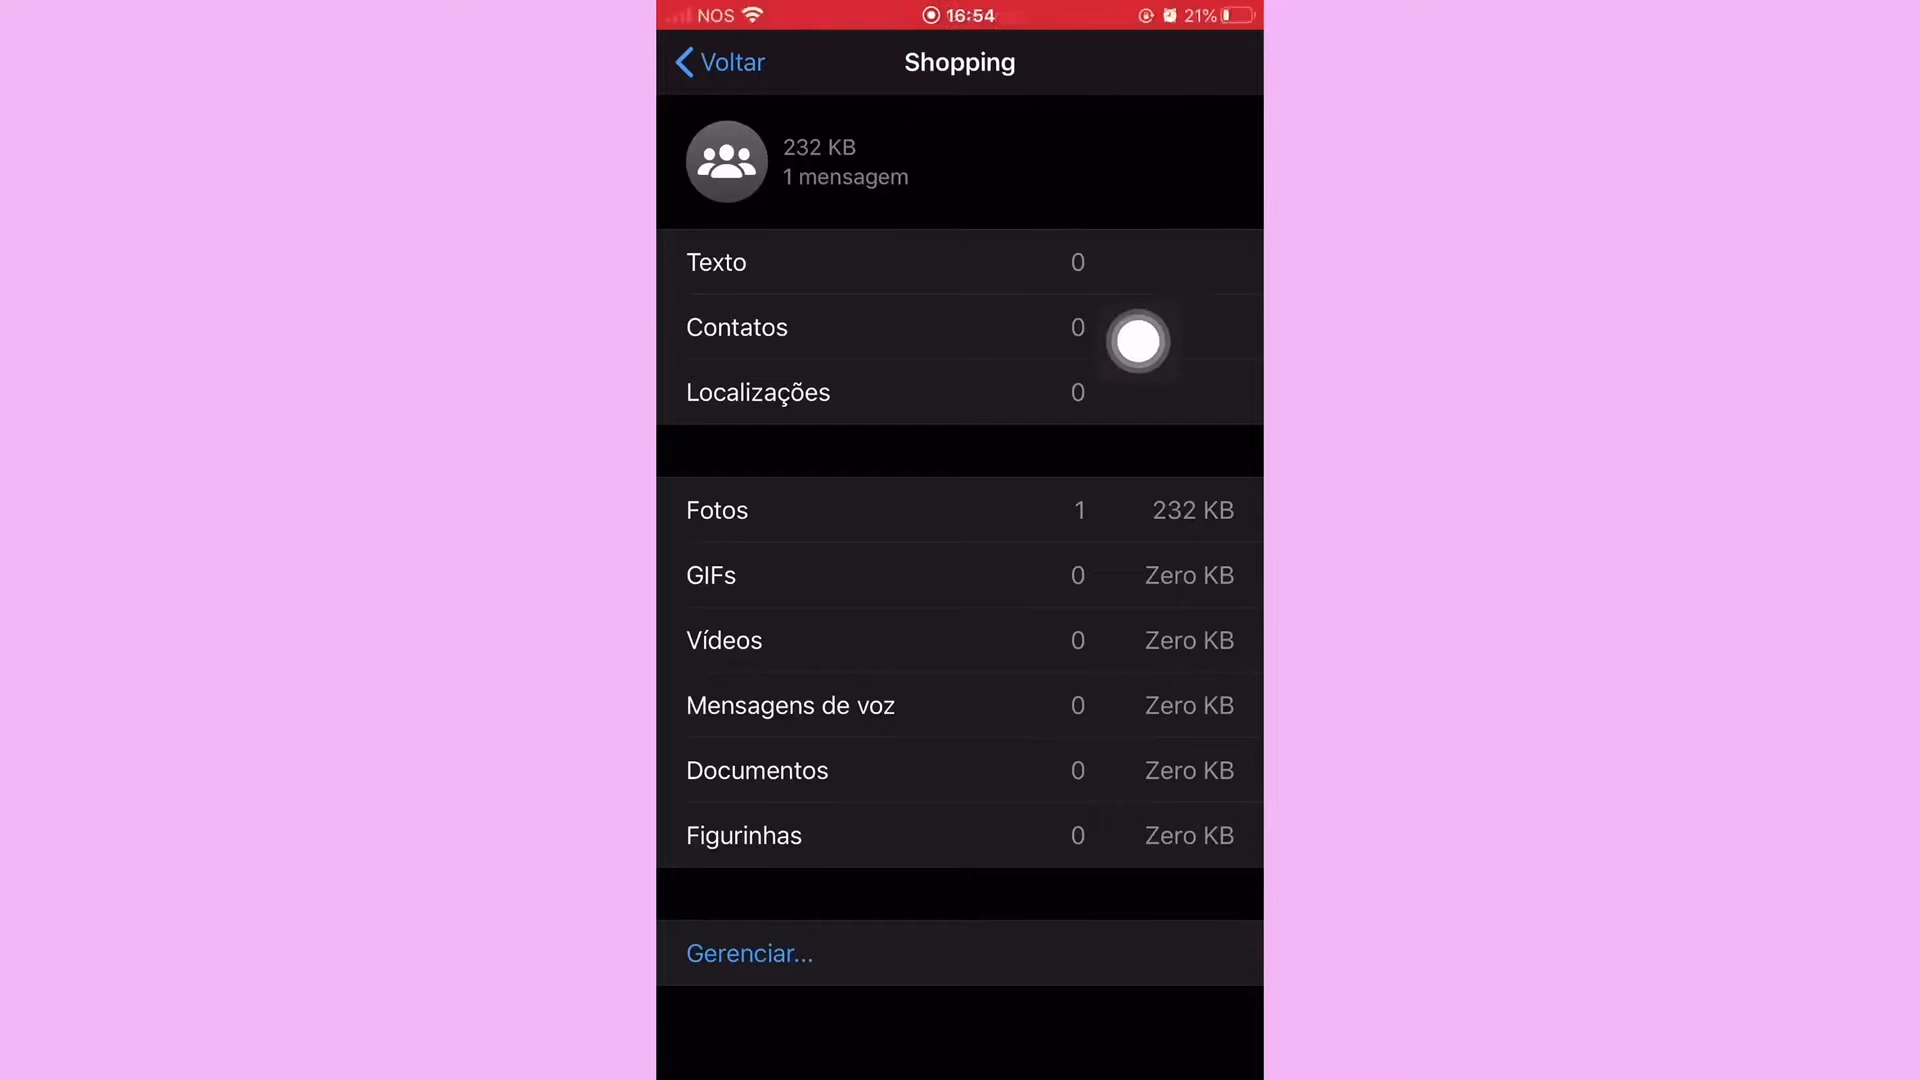 NOS 16:54 21%
Voltar Shopping
232 KB
1 mensagem
Texto 0
Contatos 0
Localizações 0
Fotos 1 232 KB
GIFs 0 Zero KB
Vídeos 0 Zero KB
Mensagens de voz 0 Zero KB
Documentos 0 Zero KB
Figurinhas 0 Zero KB
Gerenciar...